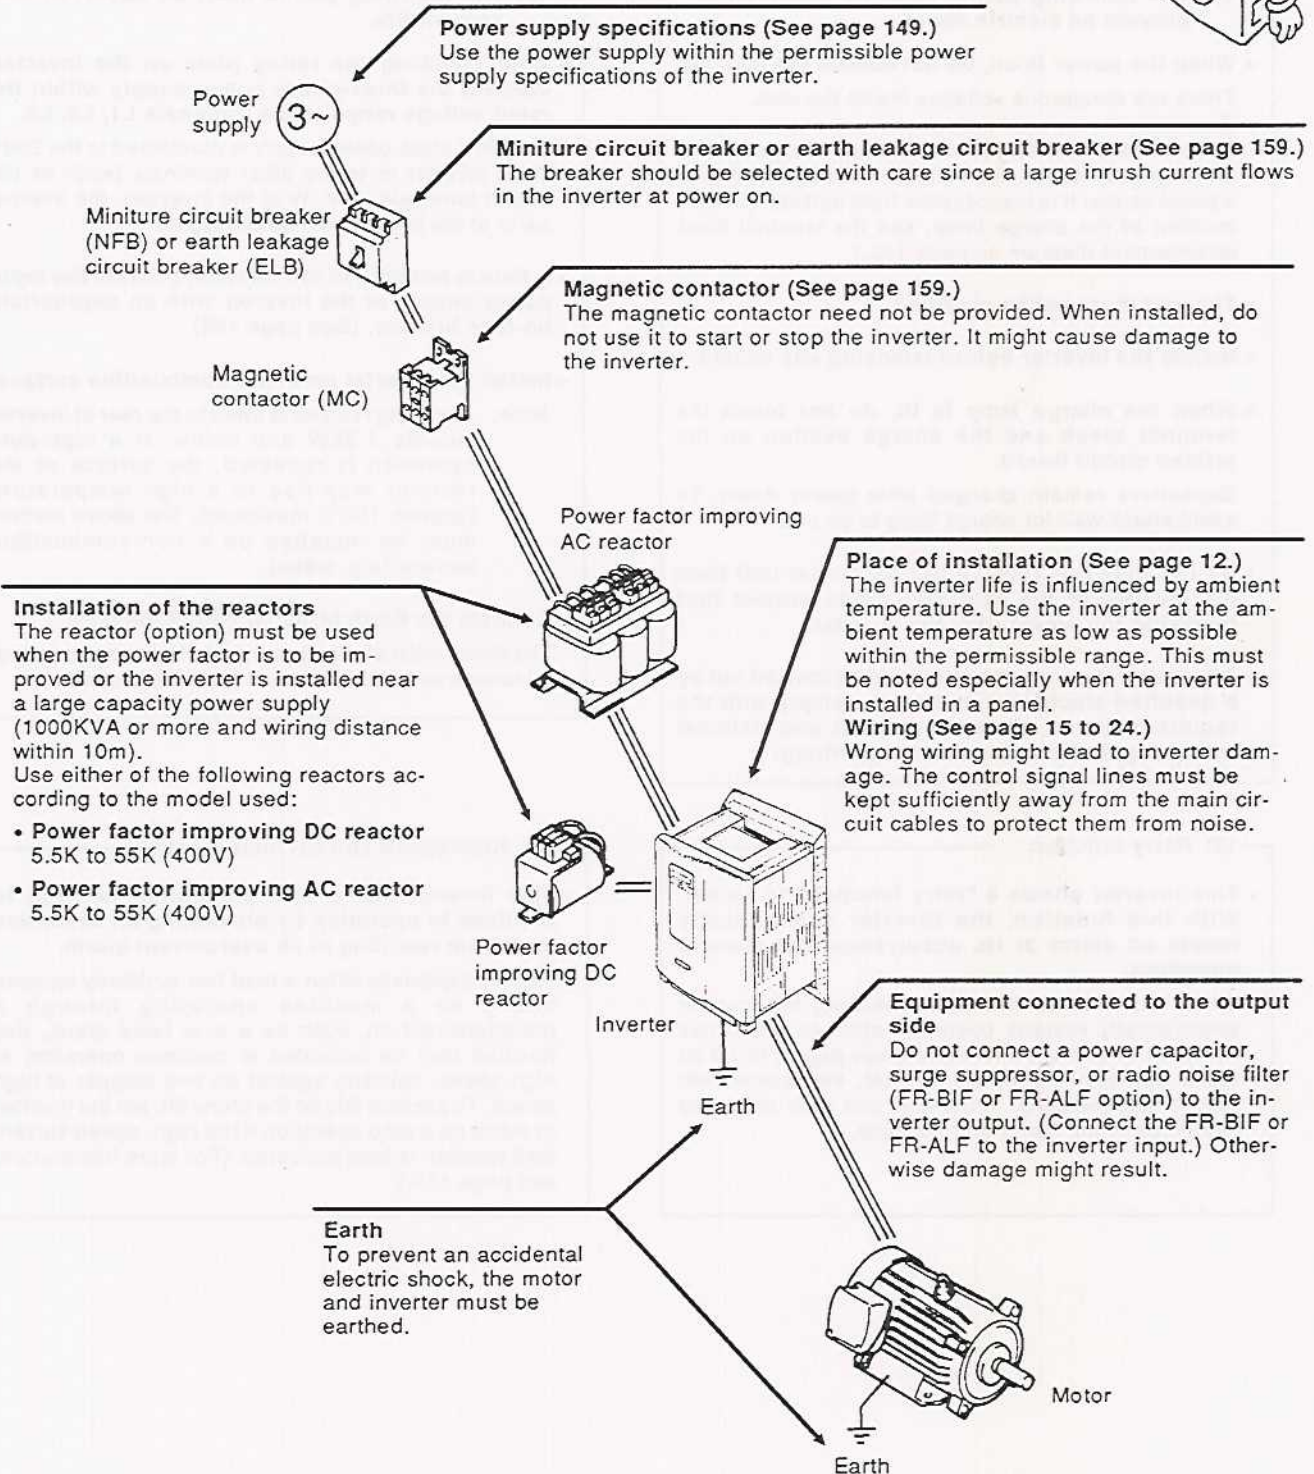 Power supply specifications (See page 149.)
Use the power supply within the permissible power
supply specifications of the inverter.
Power
supply
3~
Miniture circuit breaker or earth leakage circuit breaker (See page 159.)
The breaker should be selected with care since a large inrush current flows
in the inverter at power on.
Miniture circuit breaker
(NFB) or earth leakage
circuit breaker (ELB)
Magnetic contactor (See page 159.)
The magnetic contactor need not be provided. When installed, do
not use it to start or stop the inverter. It might cause damage to
the inverter.
Magnetic
contactor (MC)
Power factor improving
AC reactor
Installation of the reactors
The reactor (option) must be used
when the power factor is to be im-
proved or the inverter is installed near
a large capacity power supply
(1000KVA or more and wiring distance
within 10m).
Use either of the following reactors ac-
cording to the model used:
• Power factor improving DC reactor
5.5K to 55K (400V)
• Power factor improving AC reactor
5.5K to 55K (400V)
Place of installation (See page 12.)
The inverter life is influenced by ambient
temperature. Use the inverter at the am-
bient temperature as low as possible
within the permissible range. This must
be noted especially when the inverter is
installed in a panel.
Wiring (See page 15 to 24.)
Wrong wiring might lead to inverter dam-
age. The control signal lines must be
kept sufficiently away from the main cir-
cuit cables to protect them from noise.
Power factor
improving DC
reactor
Inverter
Earth
Equipment connected to the output
side
Do not connect a power capacitor,
surge suppressor, or radio noise filter
(FR-BIF or FR-ALF option) to the in-
verter output. (Connect the FR-BIF or
FR-ALF to the inverter input.) Other-
wise damage might result.
Earth
To prevent an accidental
electric shock, the motor
and inverter must be
earthed.
Motor
Earth